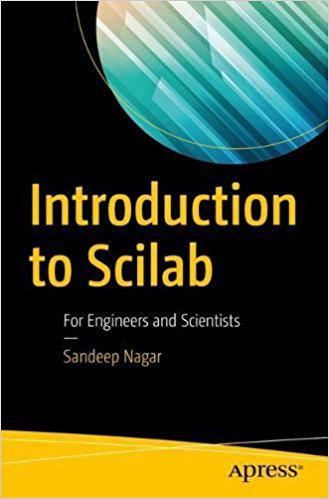 Introduction
to Scilab
For Engineers and Scientists
—
Sandeep Nagar
Apress®